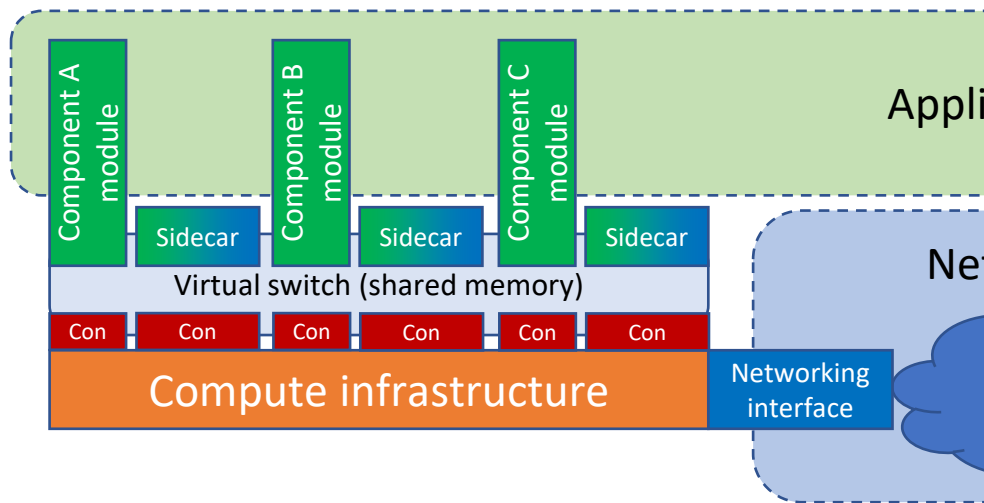 Component A
module
Component B
module
Component C
module
Appli
Sidecar
Sidecar
Sidecar
Net
Virtual switch (shared memory)
Con
Con
Con
Con
Con
Con
Compute infrastructure
Networking
interface